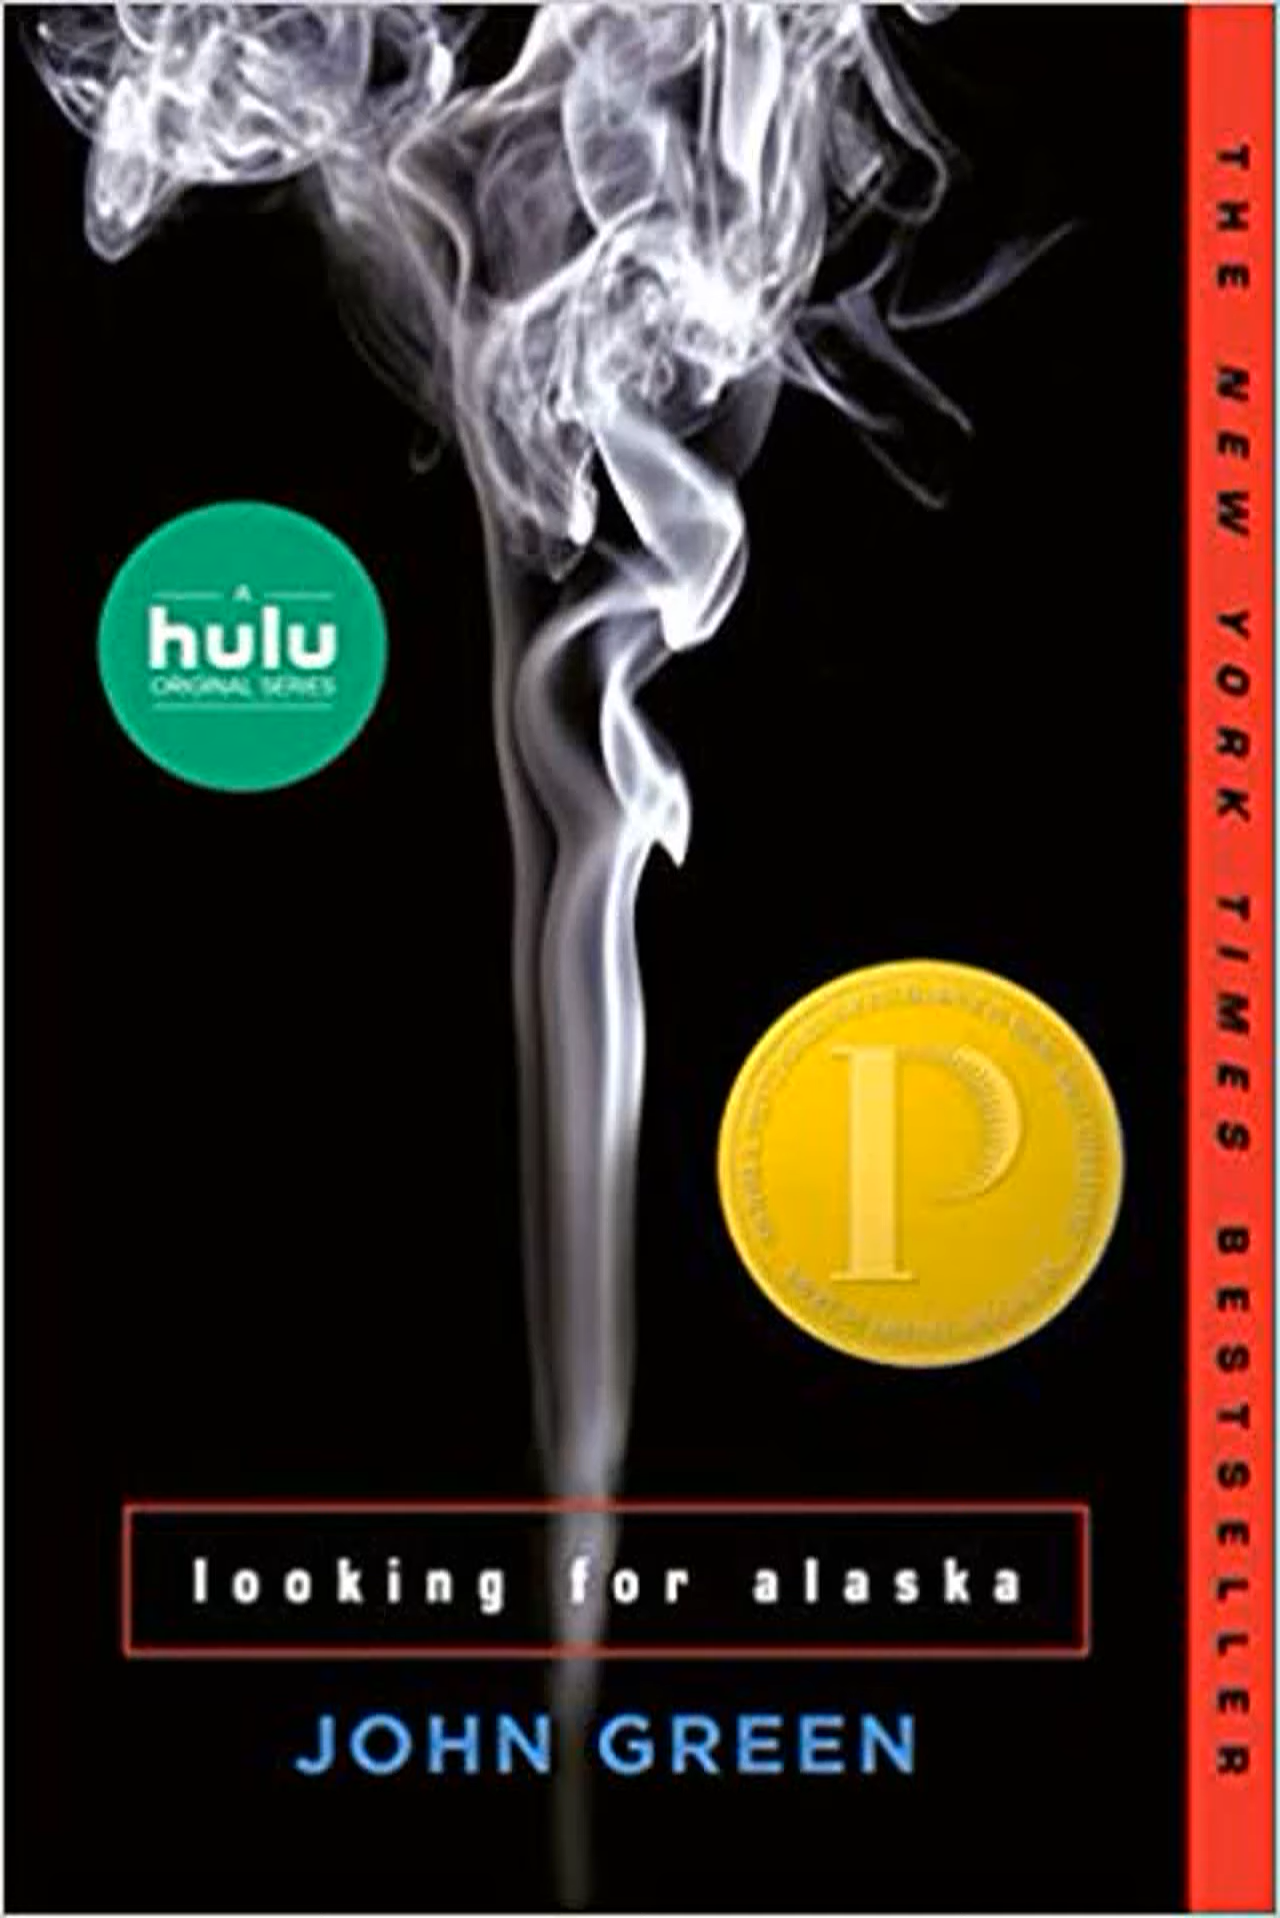 A
hulu
ORIGINAL SERIES
P
looking for alaska
JOHN GREEN
THE NEW YORK TIMES BESTSELLER